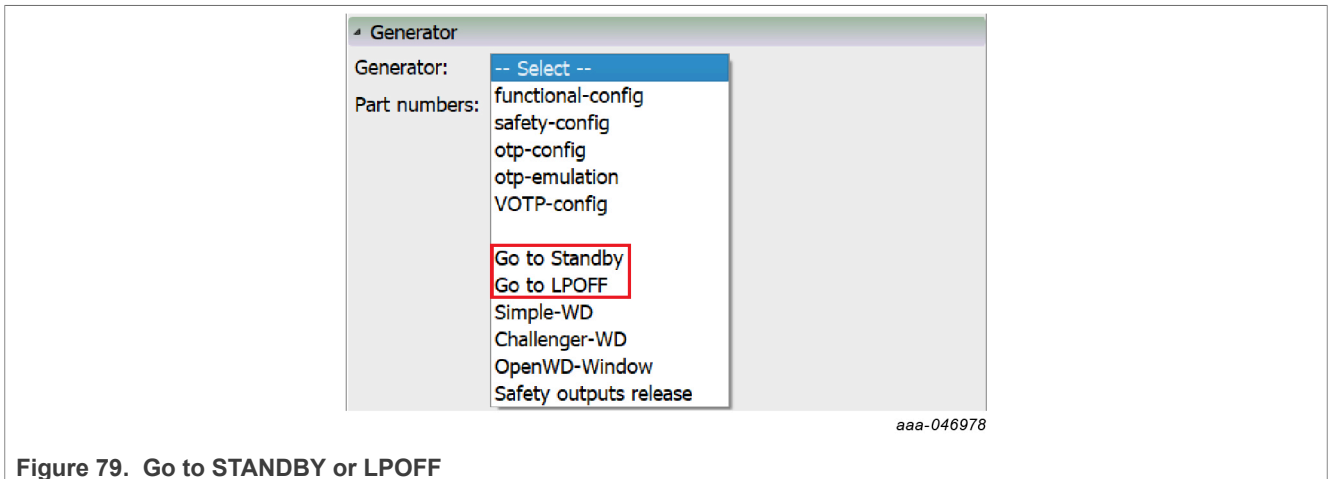 Generator
Generator:
-- Select --
Part numbers:
functional-config
safety-config
otp-config
otp-emulation
VOTP-config
Go to Standby
Go to LPOFF
Simple-WD
Challenger-WD
OpenWD-Window
Safety outputs release
aaa-046978
Figure 79. Go to STANDBY or LPOFF